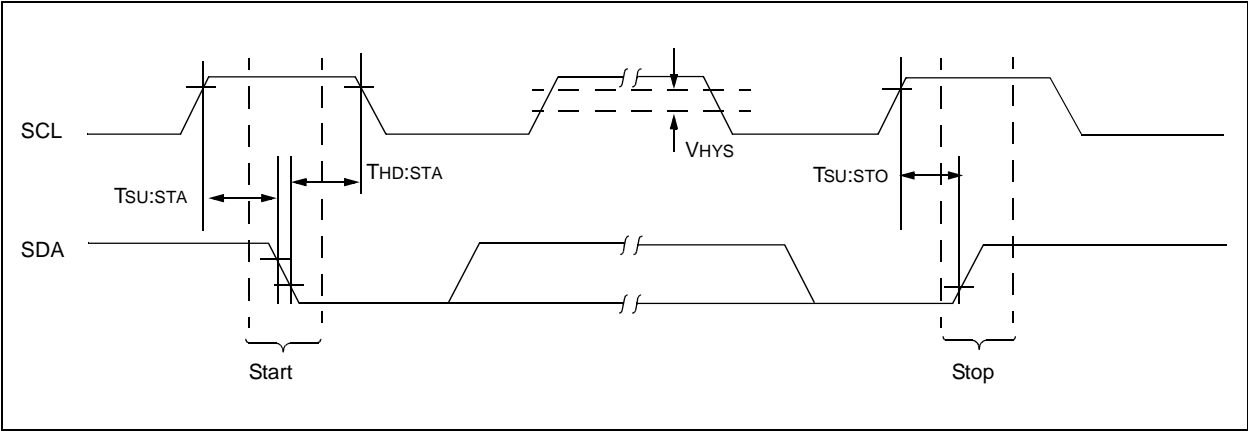 SCL
VHYS
THD:STA
TSU:STA
TSU:STO
SDA
Start
Stop